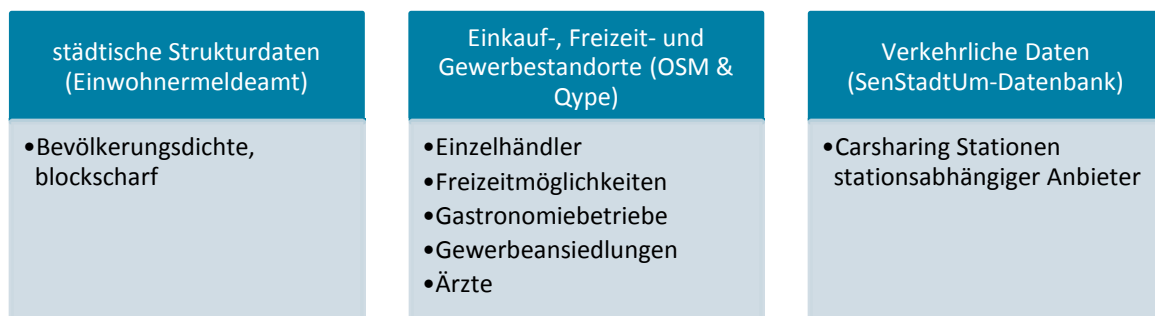 städtische Strukturdaten
(Einwohnermeldeamt)
•Bevölkerungsdichte,
blockscharf
Einkauf-, Freizeit- und
Gewerbestandorte (OSM &
Qype)
•Einzelhändler
•Freizeitmöglichkeiten
•Gastronomiebetriebe
•Gewerbeansiedlungen
•Ärzte
Verkehrliche Daten
(SenStadtUm-Datenbank)
•Carsharing Stationen
stationsabhängiger Anbieter